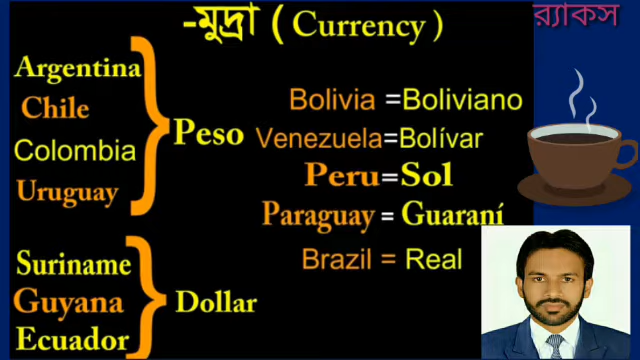 -মুদ্রা ( Currency )
র‍্যাকস
Argentina
Chile
Colombia
Uruguay
Peso
Suriname
Guyana
Ecuador
Dollar
Bolivia =Boliviano
Venezuela=Bolívar
Peru=Sol
Paraguay = Guaraní
Brazil = Real